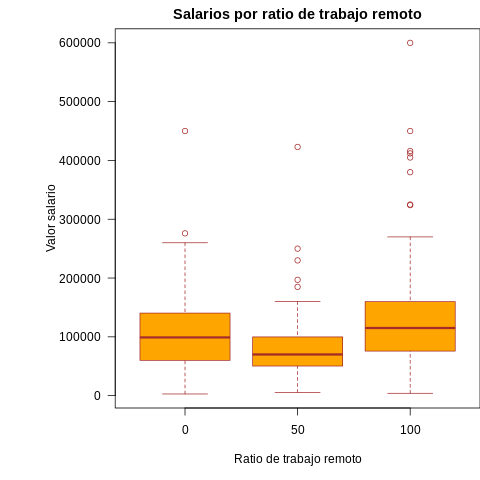 Salarios por ratio de trabajo remoto
600000
500000
400000
300000
200000
100000
0
Valor salario
0 50 100
Ratio de trabajo remoto